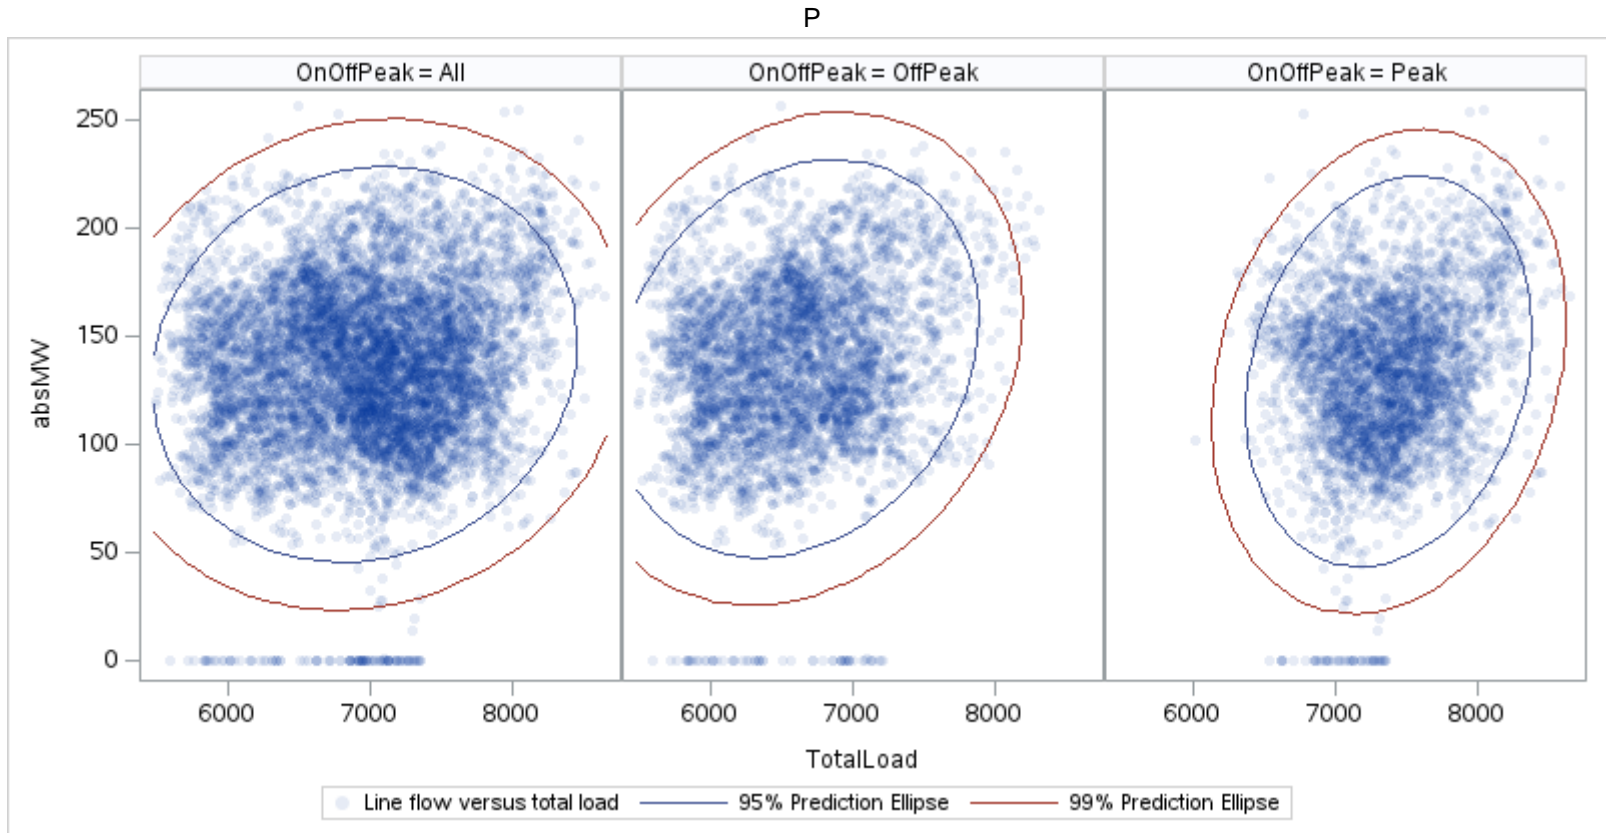 P
OnOffPeak = All
OnOffPeak = OffPeak
OnOffPeak = Peak
250
200
150
100
50
0
absMW
6000 7000 8000
6000 7000 8000
6000 7000 8000
TotalLoad
Line flow versus total load
95% Prediction Ellipse
99% Prediction Ellipse